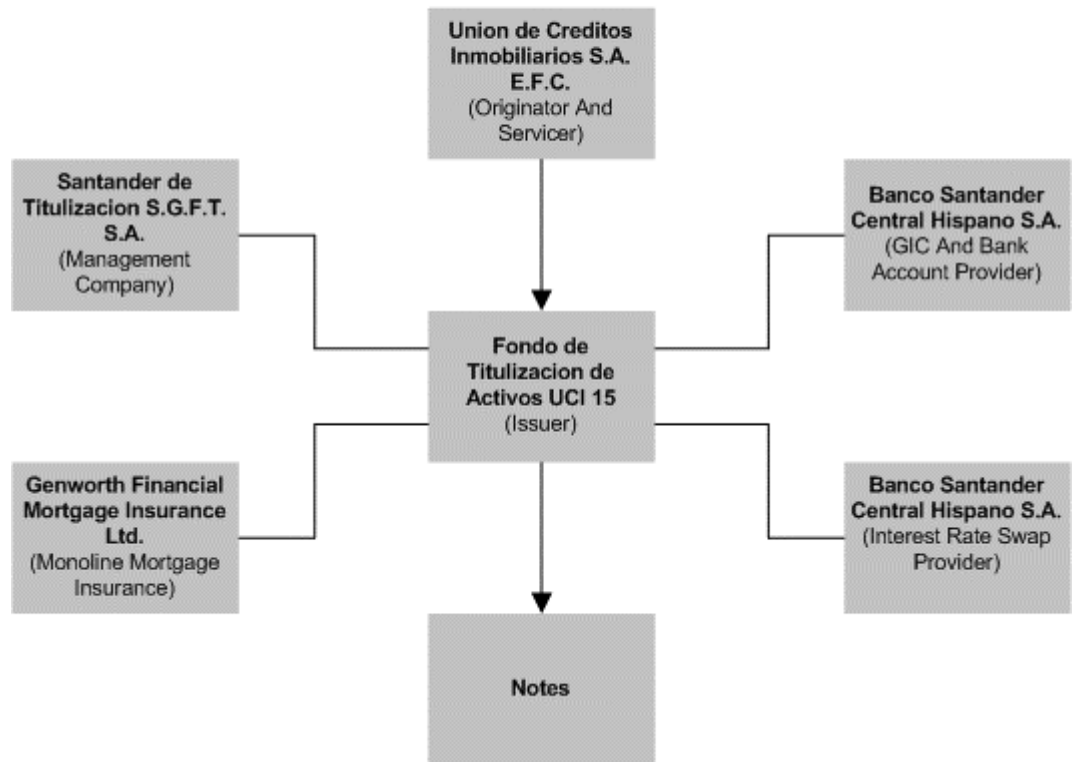 Union de Creditos
Inmobiliarios S.A.
E.F.C.
(Originator And
Servicer)
Santander de
Titulizacion S.G.F.T.
S.A.
(Management
Company)
Banco Santander
Central Hispano S.A.
(GIC And Bank
Account Provider)
Fondo de
Titulizacion de
Activos UCI 15
(Issuer)
Genworth Financial
Mortgage Insurance
Ltd.
(Monoline Mortgage
Insurance)
Banco Santander
Central Hispano S.A.
(Interest Rate Swap
Provider)
Notes